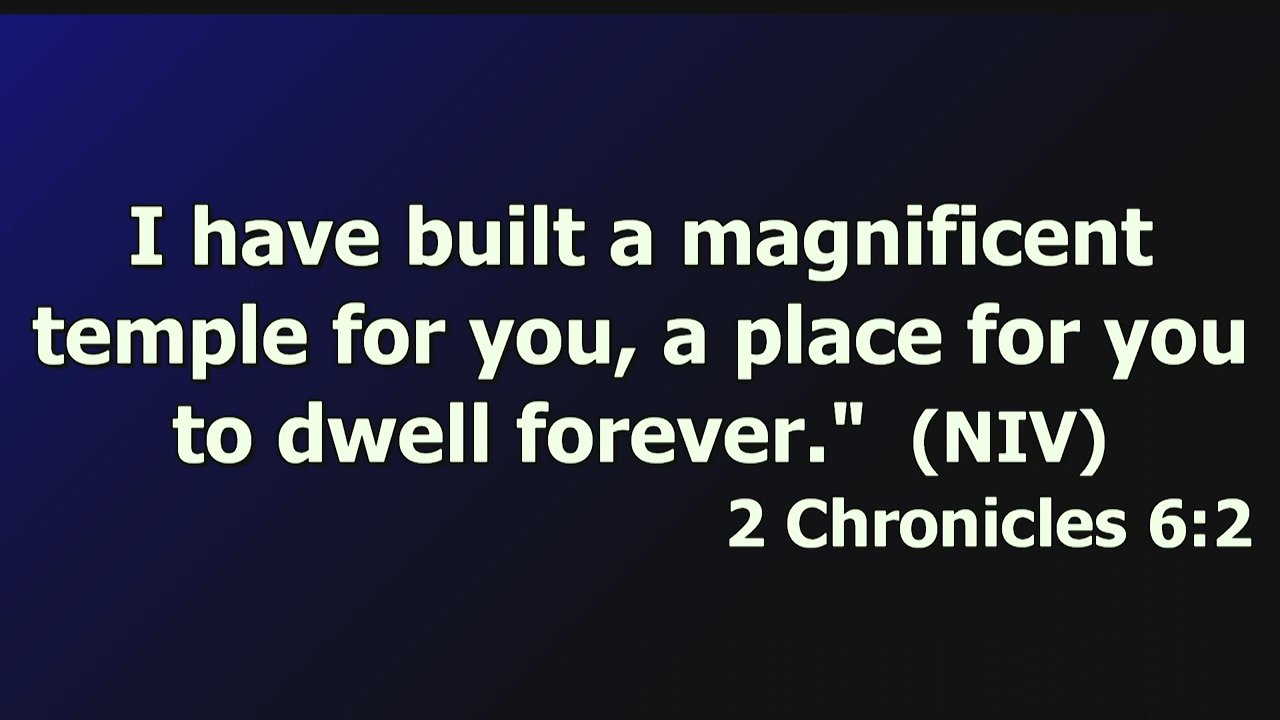 I have built a magnificent
temple for you, a place for you
to dwell forever." (NIV)
2 Chronicles 6:2